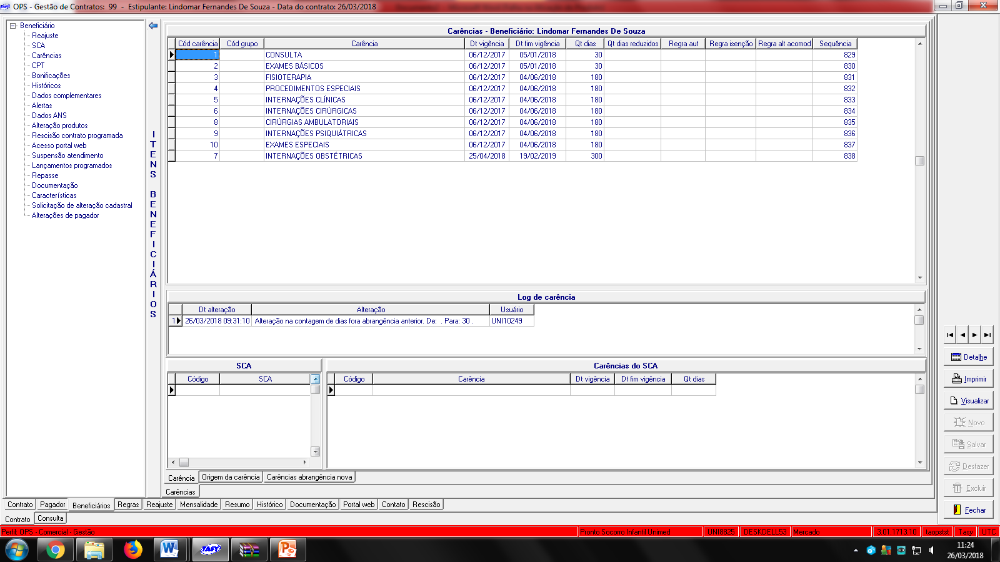 OPS - Gestão de Contratos: 99 - Estipulante: Lindomar Fernandes De Souza - Data do contrato: 26/03/2018
Beneficiário
Reajuste
SCA
Carências
CPT
Bonificações
Históricos
Dados complementares
Alertas
Dados ANS
Alteração produtos
Rescisão contrato programada
Acesso portal web
Suspensão atendimento
Lançamentos programados
Repasse
Documentação
Características
Solicitação de alteração cadastral
Alterações de pagador
ITENS BENEFICIÁRIOS
Carências - Beneficiário: Lindomar Fernandes De Souza
Cód carência Cód grupo Carência Dt vigência Dt fim vigência Qt dias Qt dias reduzidos Regra aut Regra isenção Regra alt acomod Sequência
1 CONSULTA 06/12/2017 05/01/2018 30 829
2 EXAMES BÁSICOS 06/12/2017 05/01/2018 30 830
3 FISIOTERAPIA 06/12/2017 04/06/2018 180 831
4 PROCEDIMENTOS ESPECIAIS 06/12/2017 04/06/2018 180 832
5 INTERNAÇÕES CLÍNICAS 06/12/2017 04/06/2018 180 833
6 INTERNAÇÕES CIRÚRGICAS 06/12/2017 04/06/2018 180 834
8 CIRÚRGIAS AMBULATORIAIS 06/12/2017 04/06/2018 180 835
9 INTERNAÇÕES PSIQUIÁTRICAS 06/12/2017 04/06/2018 180 836
10 EXAMES ESPECIAIS 06/12/2017 04/06/2018 180 837
7 INTERNAÇÕES OBSTÉTRICAS 25/04/2018 19/02/2019 300 838
Log de carência
Dt alteração Alteração Usuário
1 26/03/2018 09:31:10 Alteração na contagem de dias fora abrangência anterior. De: . Para: 30 . UNI10249
SCA
Código SCA
Carências do SCA
Código Carência Dt vigência Dt fim vigência Qt dias
Carência Origem da carência Carências abrangência nova
Carências
Contrato Pagador Beneficiários Regras Reajuste Mensalidade Resumo Histórico Documentação Portal web Contato Rescisão
Contrato Consulta
Detalhe
Imprimir
Visualizar
Novo
Salvar
Desfazer
Excluir
Fechar
Perfil: OPS - Comercial - Gestão Pronto Socorro Infantil Unimed UNI8825 DESKDELL53 Mercado 3.01.1713.10 taopstst Tasy UTC
TASY
11:24
26/03/2018